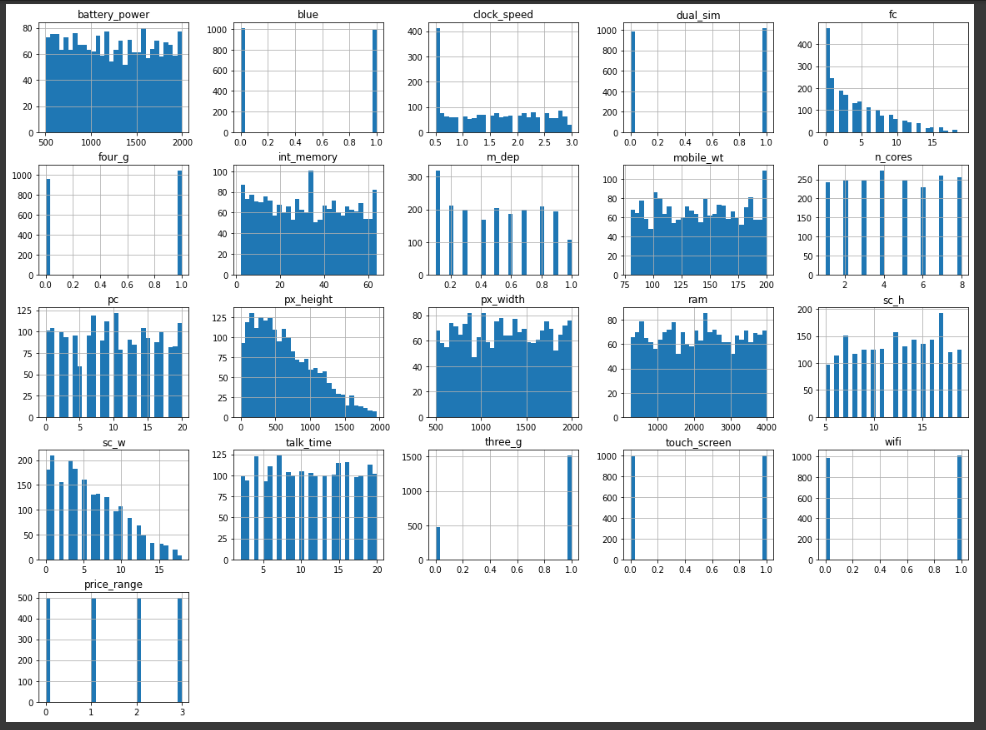 battery_power blue clock_speed dual_sim fc
80 1000 400 1000 400
60 800 300 800 300
40 600 200 600 200
20 400 100 400 100
0 200 0 200 0
0 0
500 1000 1500 2000 0.0 0.2 0.4 0.6 0.8 1.0 0.5 1.0 1.5 2.0 2.5 3.0 0.0 0.2 0.4 0.6 0.8 1.0 0 5 10 15
four_g int_memory m_dep mobile_wt n_cores
1000 100 300 100 250
800 80 200 80 200
600 60 100 60 150
400 40 0 40 100
200 20 20 50
0 0 0 0
0.0 0.2 0.4 0.6 0.8 1.0 0 20 40 60 0.2 0.4 0.6 0.8 1.0 75 100 125 150 175 200 2 4 6 8
pc px_height px_width ram sc_h
125 125 80 80 200
100 100 60 60 150
75 75 40 40 100
50 50 20 20 50
25 25 0 0 0
0 0
0 5 10 15 20 0 500 1000 1500 2000 500 1000 1500 2000 1000 2000 3000 4000 5 10 15
sc_w talk_time three_g touch_screen wifi
200 125 1500 1000 1000
150 100 1000 800 800
100 75 500 600 600
50 50 0 400 400
0 25 200 200
0 0 0
0 5 10 15 5 10 15 20 0.0 0.2 0.4 0.6 0.8 1.0 0.0 0.2 0.4 0.6 0.8 1.0 0.0 0.2 0.4 0.6 0.8 1.0
price_range
500
400
300
200
100
0
0 1 2 3